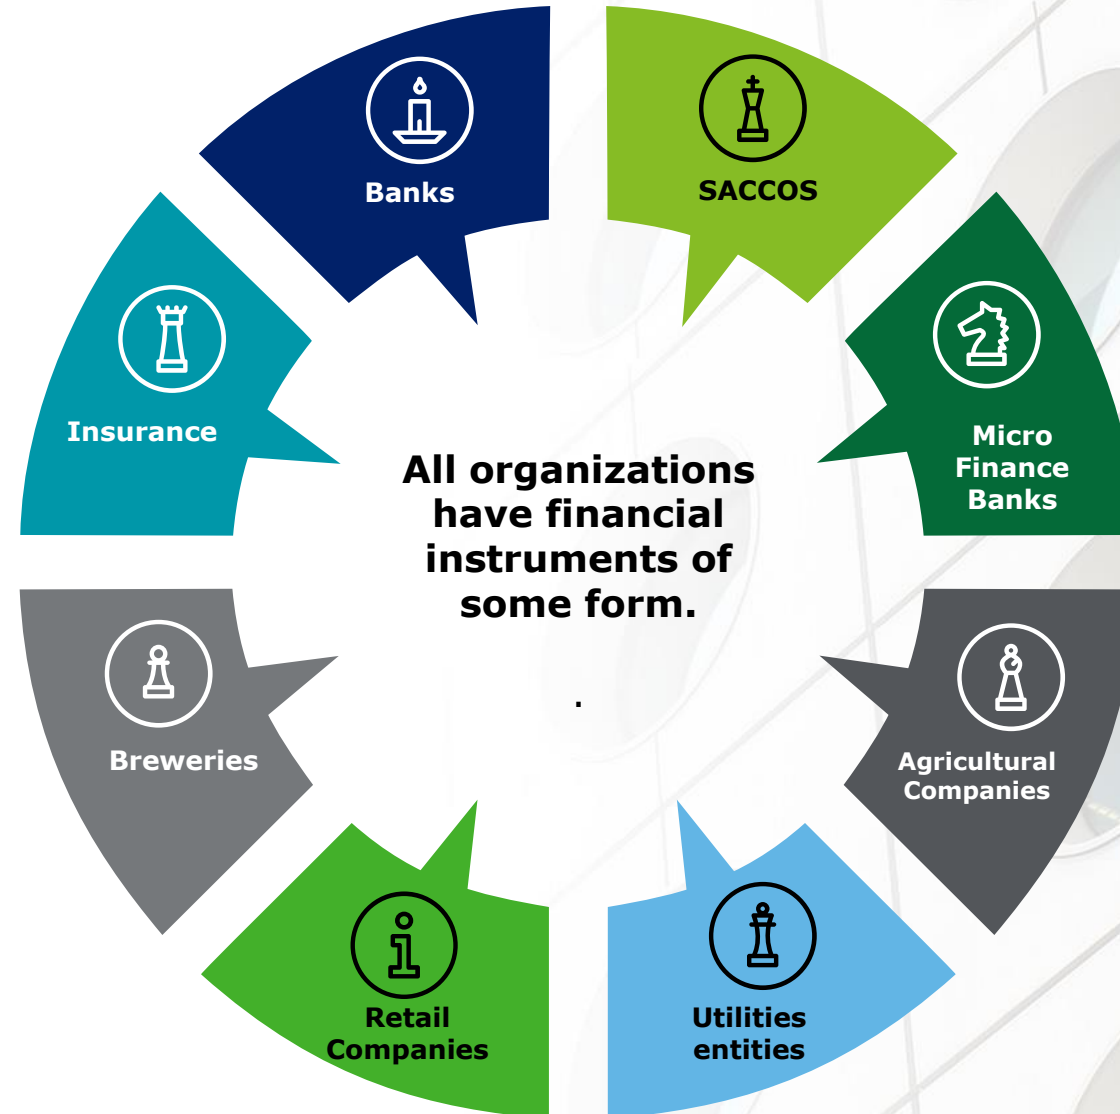 Banks
SACCOS
Insurance
Micro
Finance
Banks
All organizations
have financial
instruments of
some form.
.
Breweries
Agricultural
Companies
Retail
Companies
Utilities
entities